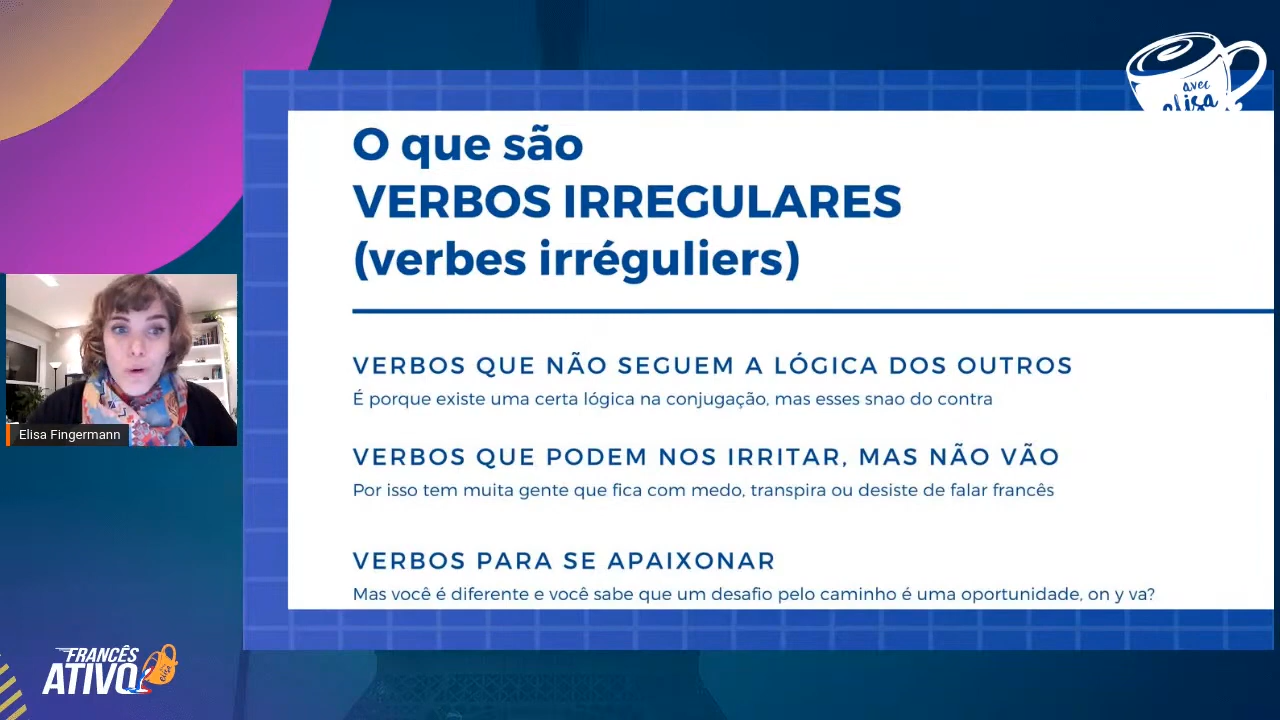 avec
elisa
O que são
VERBOS IRREGULARES
(verbes irréguliers)
VERBOS QUE NÃO SEGUEM A LÓGICA DOS OUTROS
É porque existe uma certa lógica na conjugação, mas esses snao do contra
VERBOS QUE PODEM NOS IRRITAR, MAS NÃO VÃO
Por isso tem muita gente que fica com medo, transpira ou desiste de falar francês
VERBOS PARA SE APAIXONAR
Mas você é diferente e você sabe que um desafio pelo caminho é uma oportunidade, on y va?
Elisa Fingermann
FRANCÊS
ATIVO
elisa